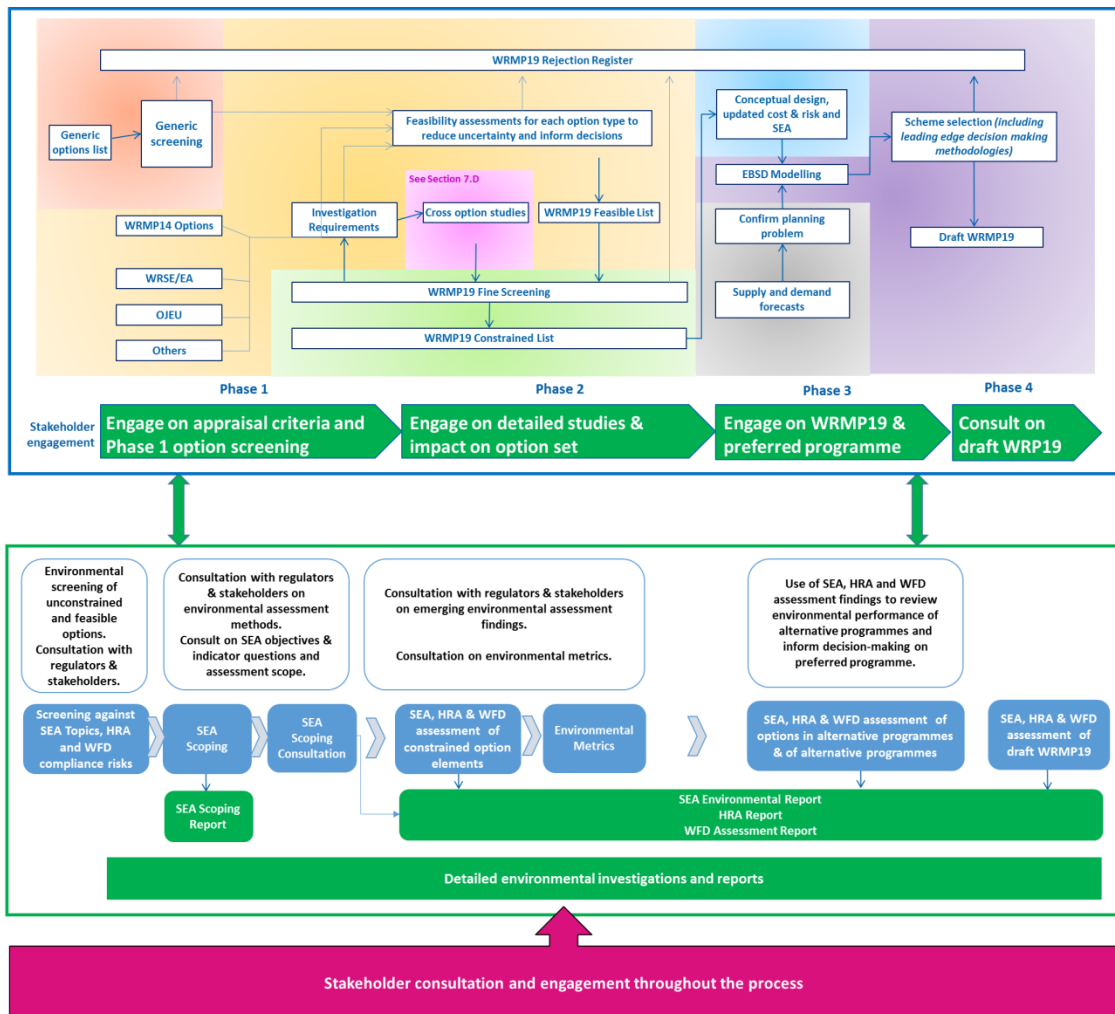 WRMP19 Rejection Register
Generic
options list
Generic
screening
Feasibility assessments for each option type to
reduce uncertainty and inform decisions
Conceptual design,
updated cost & risk and
SEA
Scheme selection (including
leading edge decision making
methodologies)
See Section 7.D
EBSD Modelling
WRMP14 Options
Investigation
Requirements
Cross option studies
WRMP19 Feasible List
Confirm planning
problem
Draft WRMP19
WRSE/EA
WRMP19 Fine Screening
Supply and demand
forecasts
OJEU
WRMP19 Constrained List
Others
Phase 1
Phase 2
Phase 3
Phase 4
Stakeholder
engagement
Engage on appraisal criteria and
Phase 1 option screening
Engage on detailed studies &
impact on option set
Engage on WRMP19 &
preferred programme
Consult on
draft WRP19
Environmental
screening of
unconstrained
and feasible
options.
Consultation with
regulators &
stakeholders.
Consultation with regulators
& stakeholders on
environmental assessment
methods.
Consult on SEA objectives &
indicator questions and
assessment scope.
Consultation with regulators & stakeholders
on emerging environmental assessment
findings.
Consultation on environmental metrics.
Use of SEA, HRA and WFD
assessment findings to review
environmental performance of
alternative programmes and
inform decision-making on
preferred programme.
Screening against
SEA Topics, HRA
and WFD
compliance risks
SEA
Scoping
SEA
Scoping
Consultation
SEA, HRA & WFD
assessment of
constrained option
elements
Environmental
Metrics
SEA, HRA & WFD assessment of
options in alternative programmes
& of alternative programmes
SEA, HRA & WFD
assessment of
draft WRMP19
SEA Scoping
Report
SEA Environmental Report
HRA Report
WFD Assessment Report
Detailed environmental investigations and reports
Stakeholder consultation and engagement throughout the process